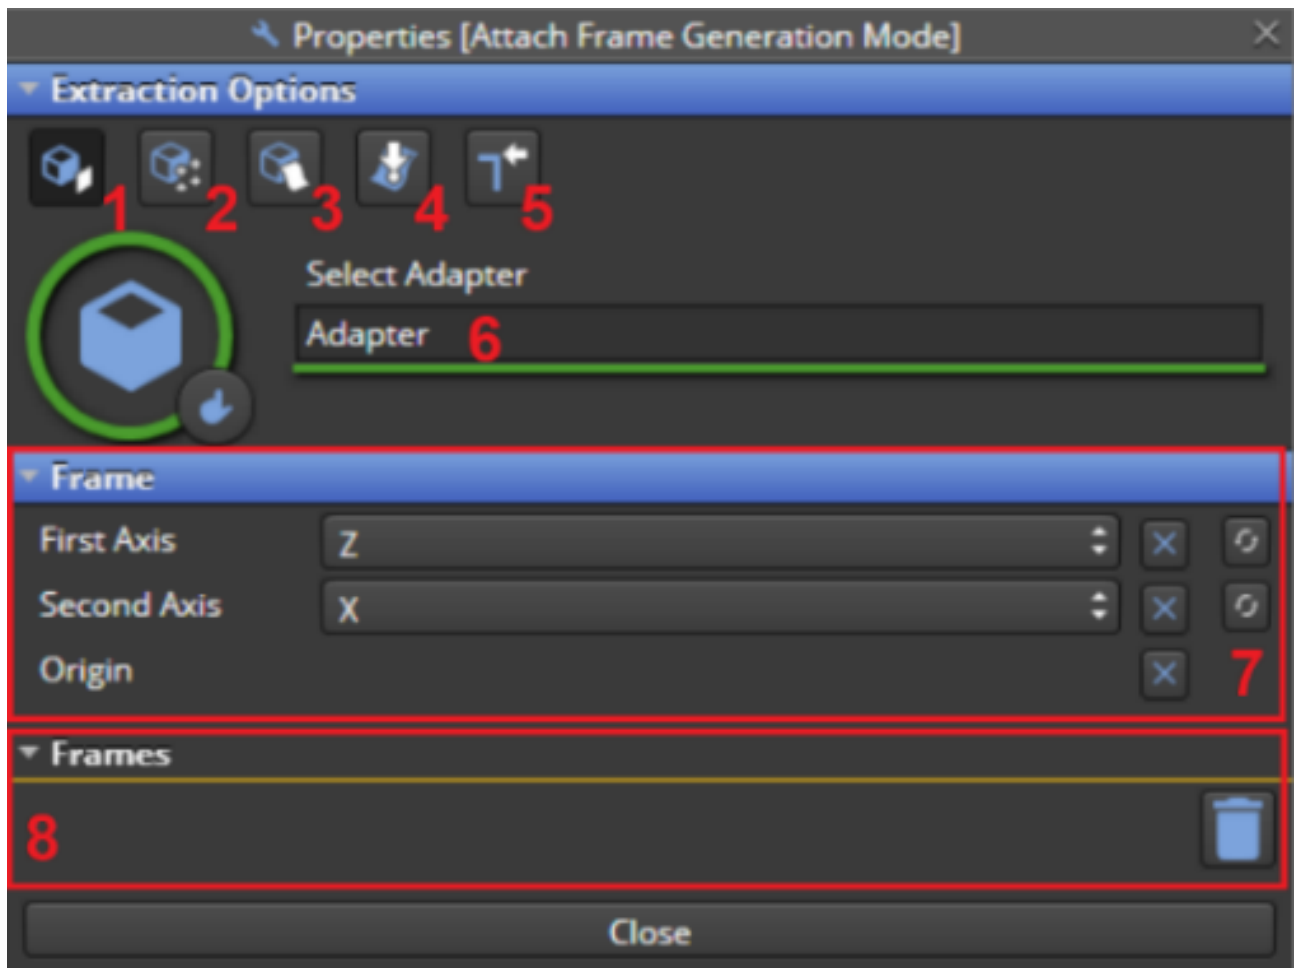 Properties [Attach Frame Generation Mode]
Extraction Options
1 2 3 4 5
Select Adapter
Adapter 6
Frame
First Axis Z
Second Axis X
Origin 7
Frames
8
Close